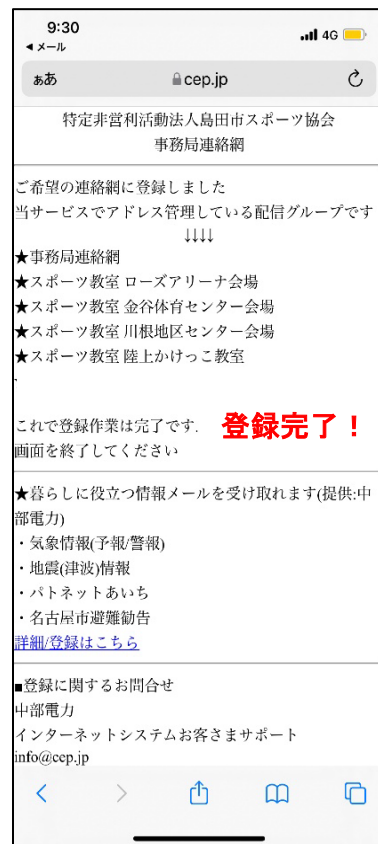 9:30
4G
◀ メール
ぁあ
cep.jp
特定非営利活動法人島田市スポーツ協会
事務局連絡網
ご希望の連絡網に登録しました
当サービスでアドレス管理している配信グループです
↓↓↓↓
★事務局連絡網
★スポーツ教室 ローズアリーナ会場
★スポーツ教室 金谷体育センター会場
★スポーツ教室 川根地区センター会場
★スポーツ教室 陸上かけっこ教室
`
これで登録作業は完了です.
登録完了！
画面を終了してください
★暮らしに役立つ情報メールを受け取れます(提供:中
部電力)
・気象情報(予報/警報)
・地震(津波)情報
・パトネットあいち
・名古屋市避難勧告
詳細/登録はこちら
■登録に関するお問合せ
中部電力
インターネットシステムお客さまサポート
info@cep.jp